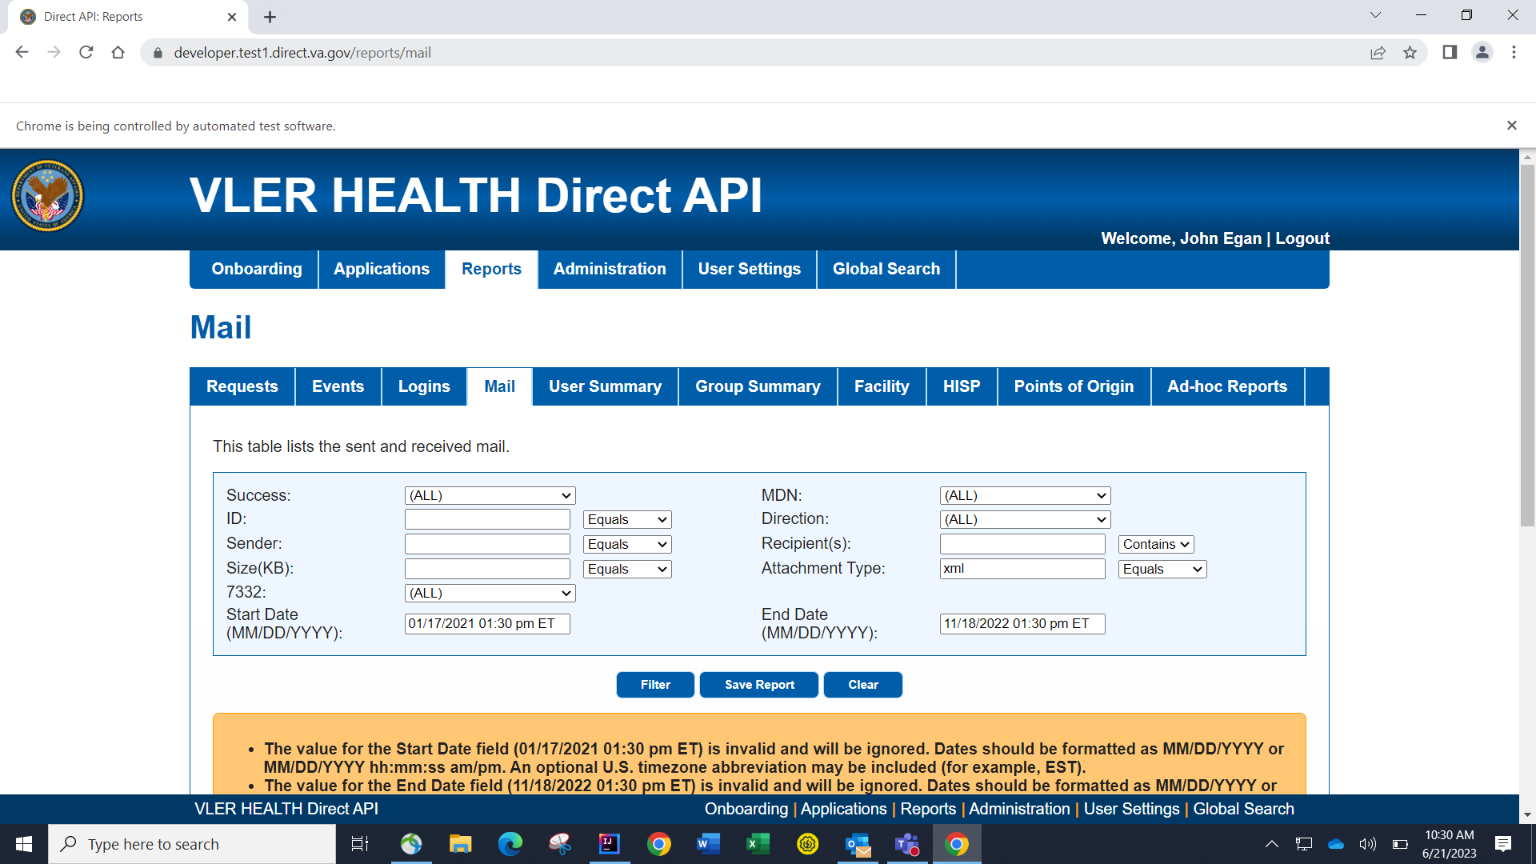 Direct API: Reports
developer.test1.direct.va.gov/reports/mail
Chrome is being controlled by automated test software.
VLER HEALTH Direct API
Welcome, John Egan | Logout
Onboarding Applications Reports Administration User Settings Global Search
Mail
Requests Events Logins Mail User Summary Group Summary Facility HISP Points of Origin Ad-hoc Reports
This table lists the sent and received mail.
Success: (ALL) MDN: (ALL)
ID: Equals Direction: (ALL)
Sender: Equals Recipient(s): Contains
Size(KB): Equals Attachment Type: xml Equals
7332: (ALL)
Start Date (MM/DD/YYYY): 01/17/2021 01:30 pm ET End Date (MM/DD/YYYY): 11/18/2022 01:30 pm ET
Filter Save Report Clear
• The value for the Start Date field (01/17/2021 01:30 pm ET) is invalid and will be ignored. Dates should be formatted as MM/DD/YYYY or
MM/DD/YYYY hh:mm:ss am/pm. An optional U.S. timezone abbreviation may be included (for example, EST).
• The value for the End Date field (11/18/2022 01:30 pm ET) is invalid and will be ignored. Dates should be formatted as MM/DD/YYYY or
VLER HEALTH Direct API Onboarding | Applications | Reports | Administration | User Settings | Global Search
Type here to search
10:30 AM
6/21/2023